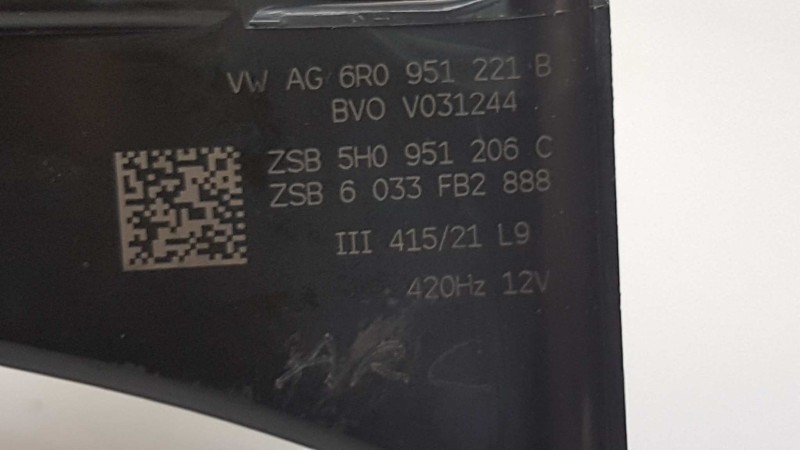 VW AG 6R0 951 221 B
BVO V031244
ZSB 5H0 951 206 C
ZSB 6 033 FB2 888
III 415/21 L9
420Hz 12V
ARC